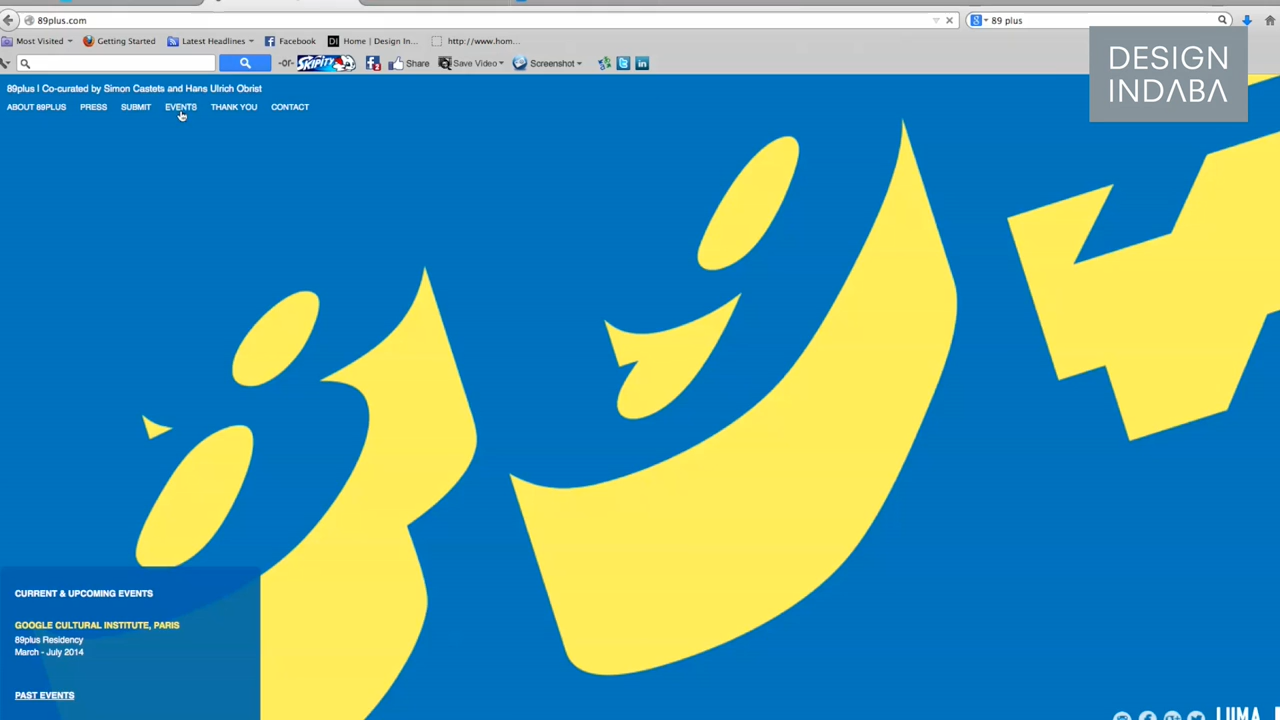 89plus.com
89 plus
Most Visited
Getting Started
Latest Headlines
Facebook
Home | Design In...
http://www.hom...
-or-
SKIPITY
Share
Save Video
Screenshot
DESIGN
INDABA
89plus | Co-curated by Simon Castets and Hans Ulrich Obrist
ABOUT 89PLUS PRESS SUBMIT EVENTS THANK YOU CONTACT
CURRENT & UPCOMING EVENTS
GOOGLE CULTURAL INSTITUTE, PARIS
89plus Residency
March - July 2014
PAST EVENTS